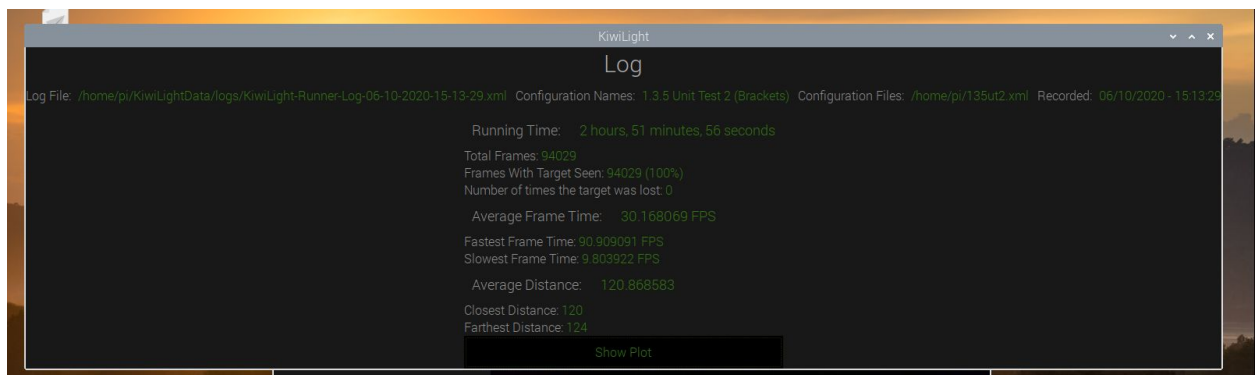 KiwiLight
Log
Log File: /home/pi/KiwiLightData/logs/KiwiLight-Runner-Log-06-10-2020-15-13-29.xml Configuration Names: 1.3.5 Unit Test 2 (Brackets) Configuration Files: /home/pi/135ut2.xml Recorded: 06/10/2020 - 15:13:29
Running Time: 2 hours, 51 minutes, 56 seconds
Total Frames: 94029
Frames With Target Seen: 94029 (100%)
Number of times the target was lost: 0
Average Frame Time: 30.168069 FPS
Fastest Frame Time: 90.909091 FPS
Slowest Frame Time: 9.803922 FPS
Average Distance: 120.868583
Closest Distance: 120
Farthest Distance: 124
Show Plot